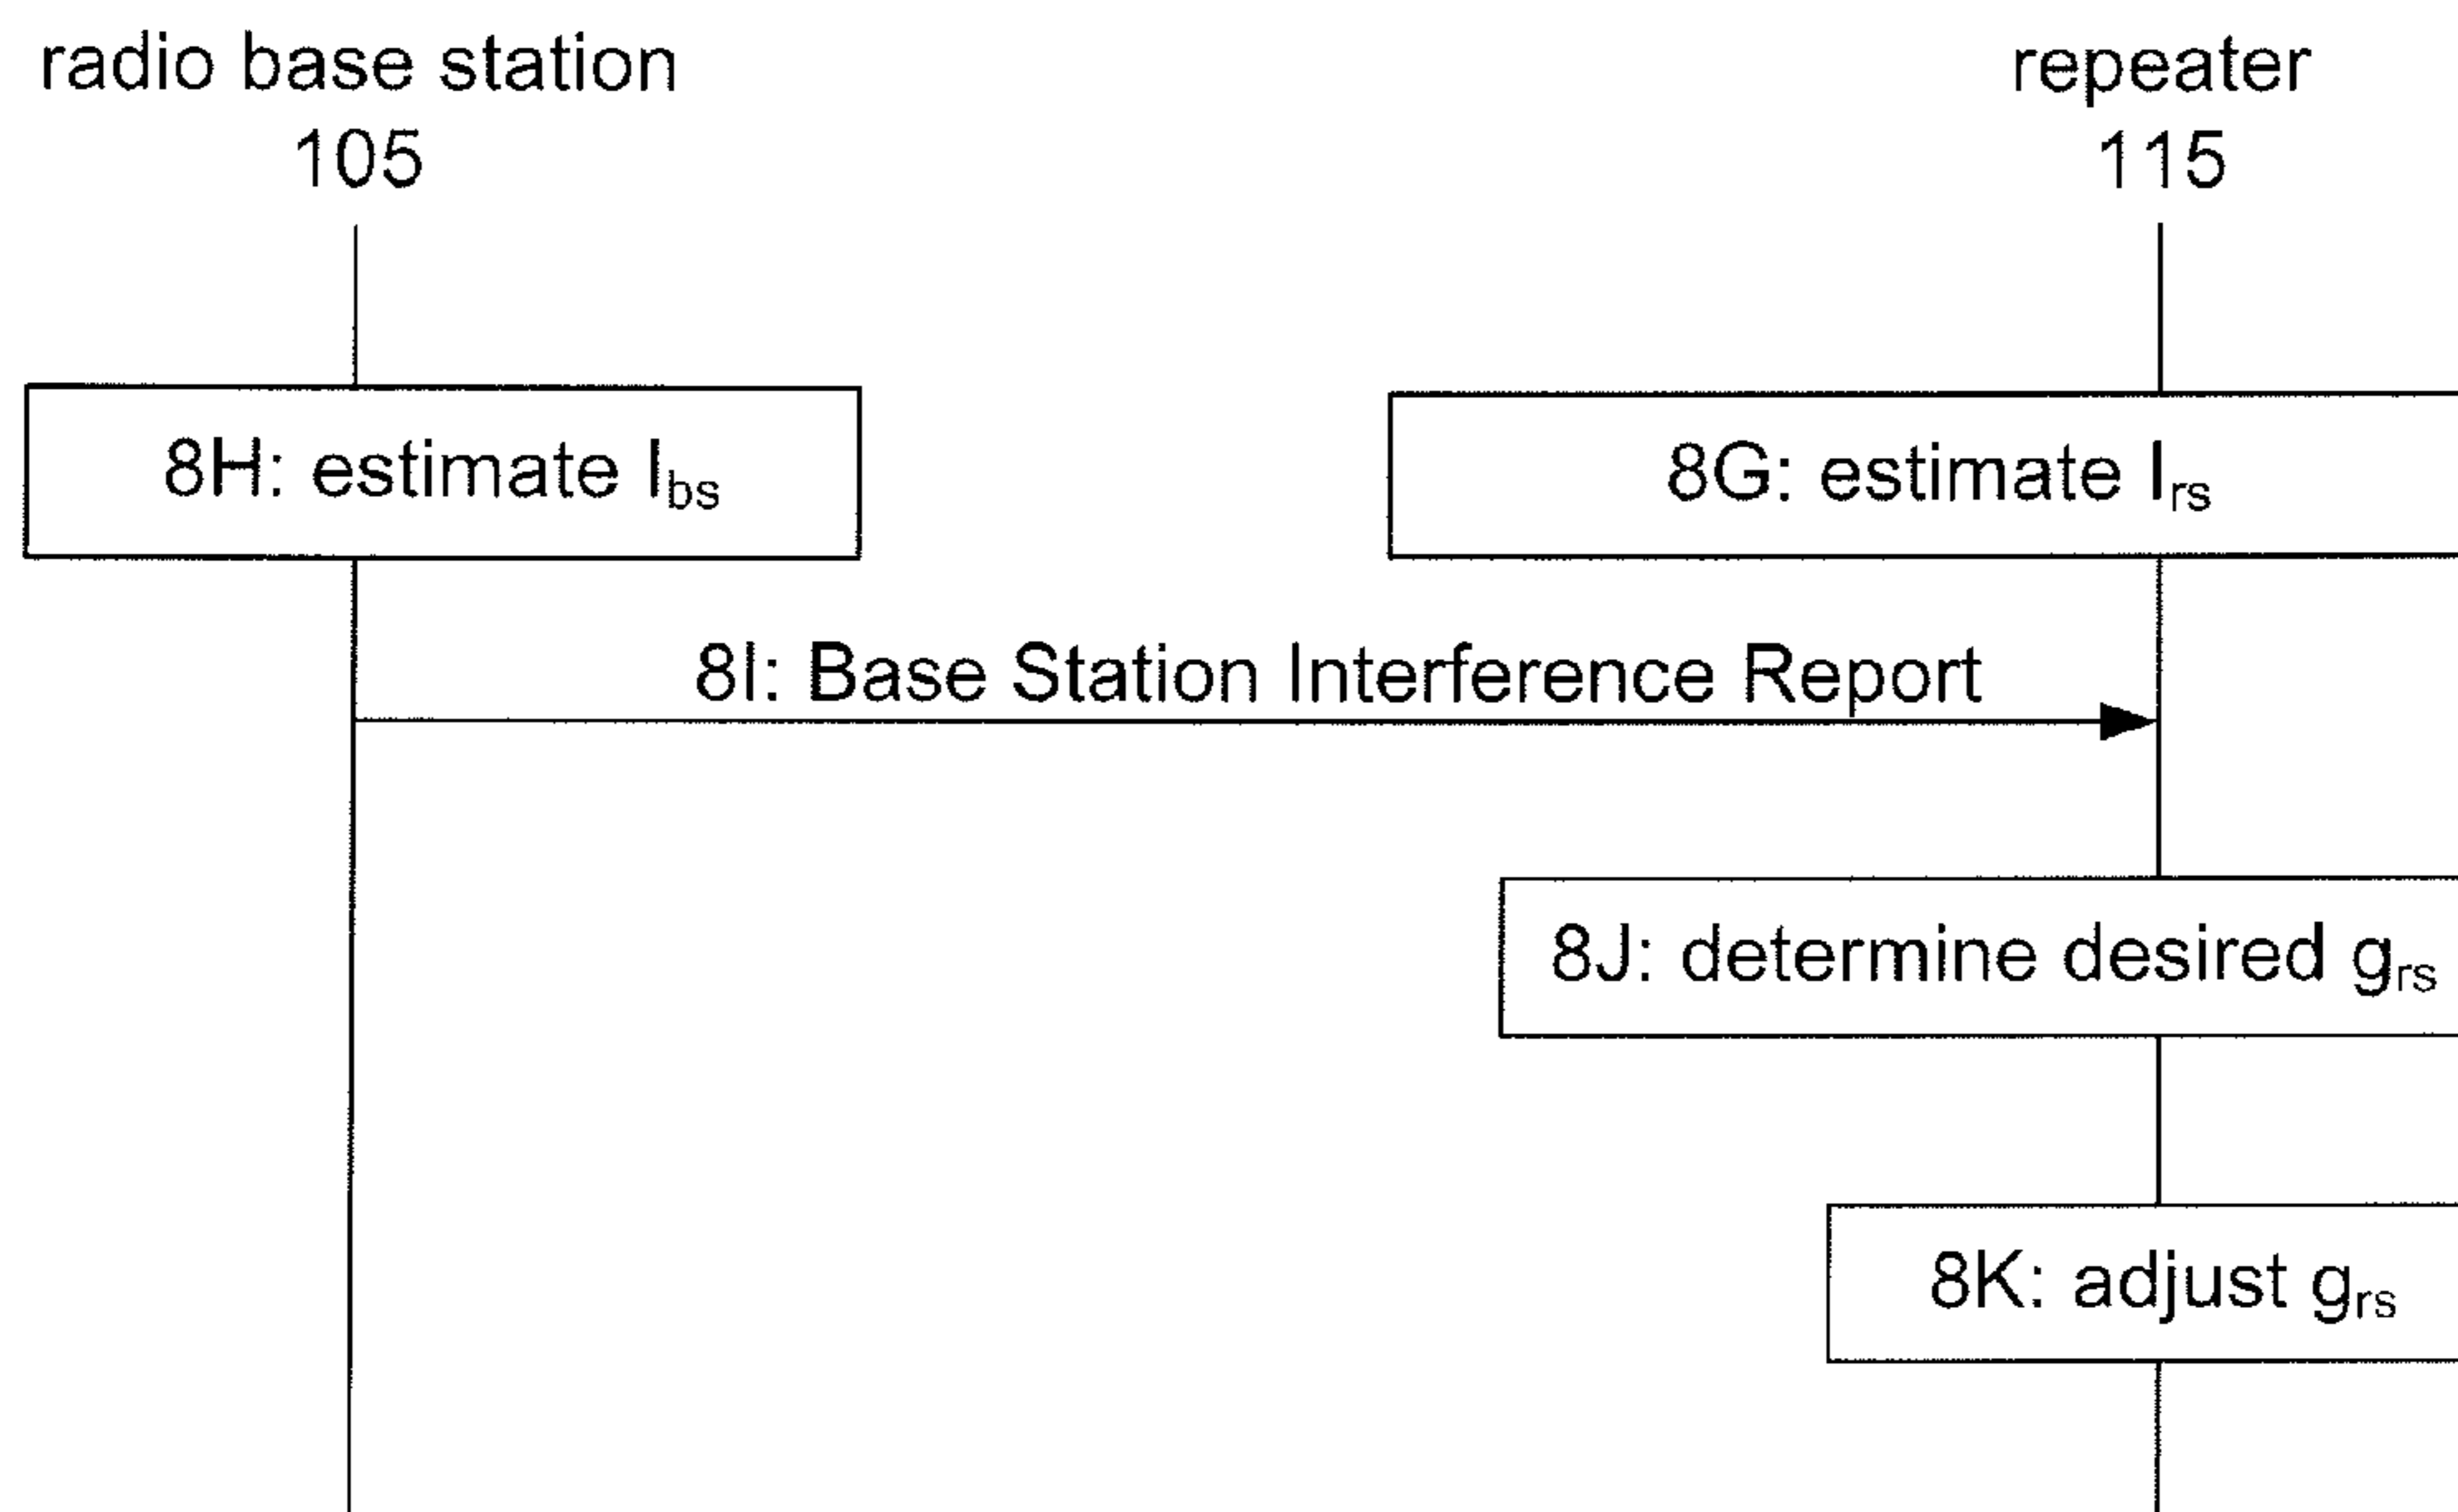 radio base station
105
repeater
115
8H: estimate Ibs
8G: estimate Irs
8I: Base Station Interference Report
8J: determine desired grs
8K: adjust grs